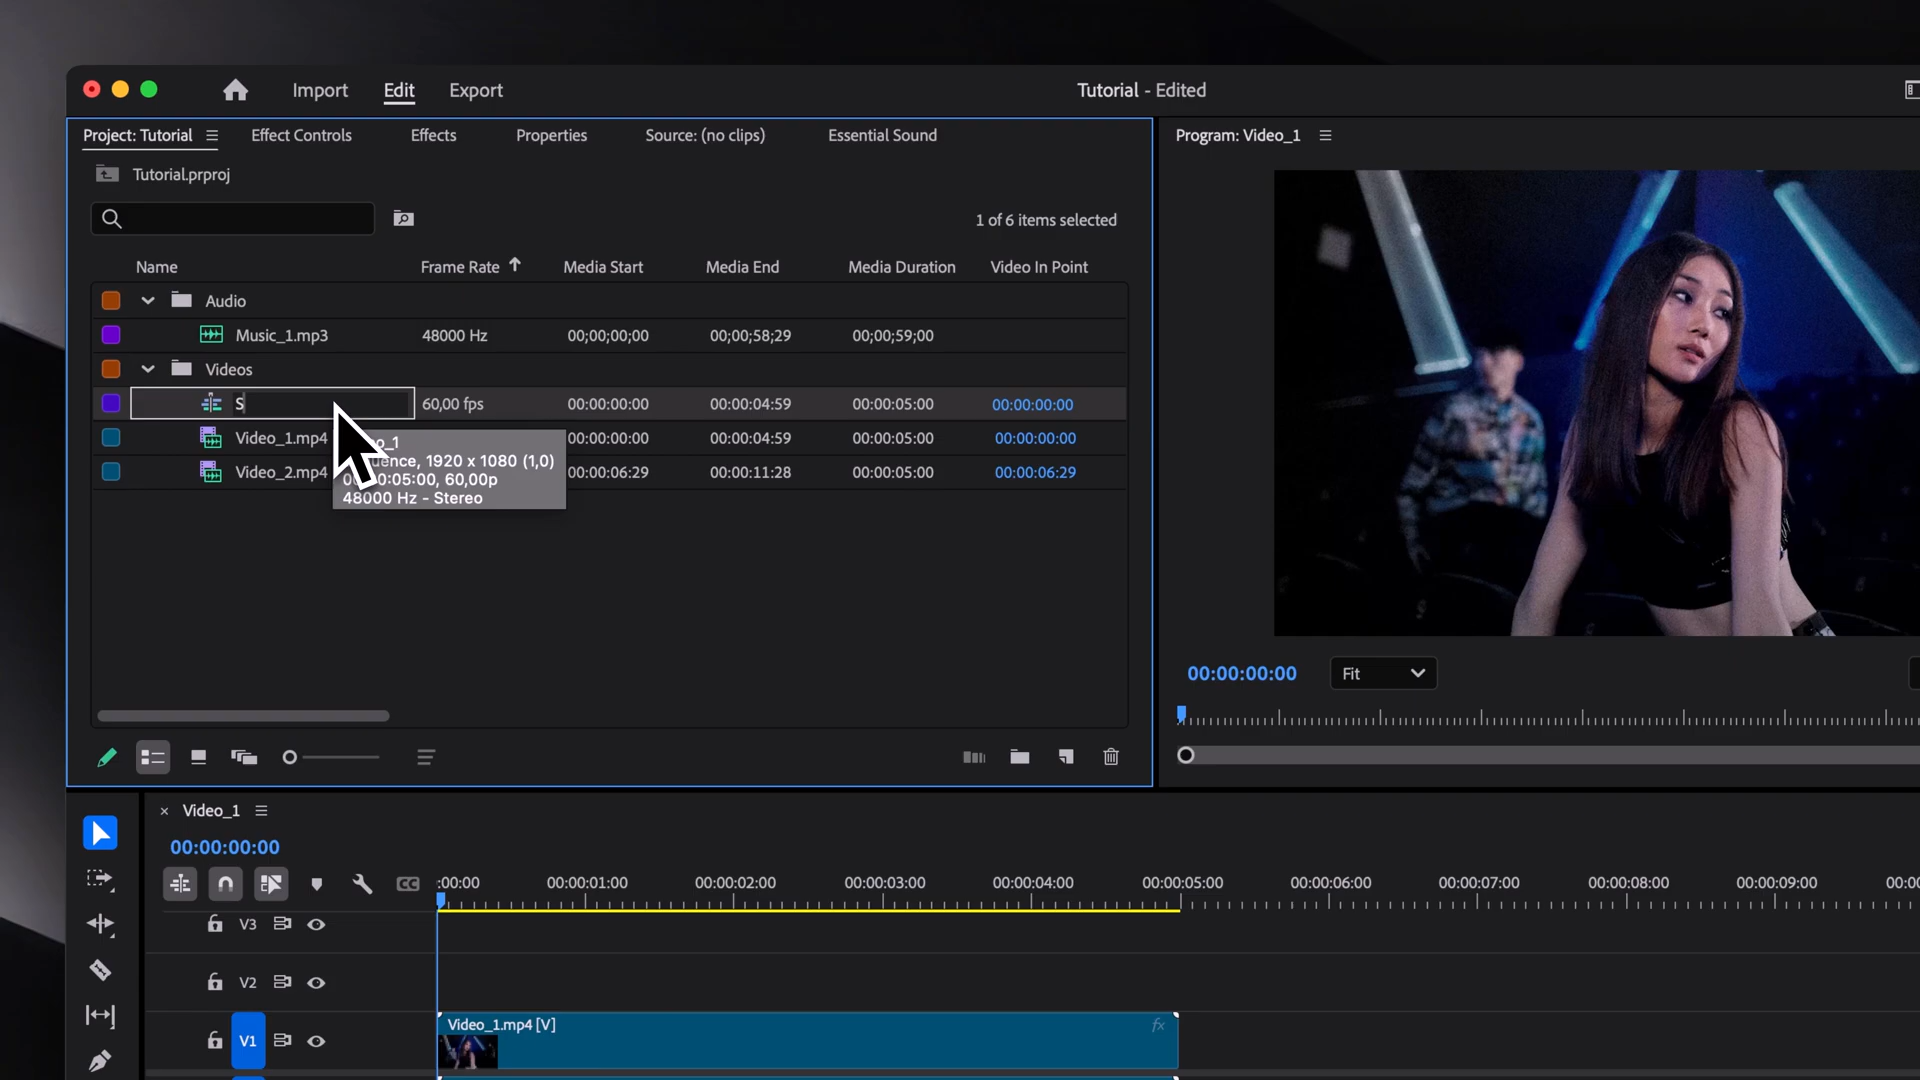 Import Edit Export
Tutorial - Edited
Project: Tutorial Effect Controls Effects Properties Source: (no clips) Essential Sound
Program: Video_1
Tutorial.prproj
1 of 6 items selected
Name Frame Rate Media Start Media End Media Duration Video In Point
Audio
Music_1.mp3 48000 Hz 00;00;00;00 00;00;58;29 00;00;59;00
Videos
S 60,00 fps 00:00:00:00 00:00:04:59 00:00:05:00 00:00:00:00
Video_1.mp4 00:00:00:00 00:00:04:59 00:00:05:00 00:00:00:00
Video_2.mp4 00:00:06:29 00:00:11:28 00:00:05:00 00:00:06:29
1920 x 1080 (1,0)
0:05:00, 60,00p
48000 Hz - Stereo
00:00:00:00 Fit
Video_1
00:00:00:00
CC
:00:00 00:00:01:00 00:00:02:00 00:00:03:00 00:00:04:00 00:00:05:00 00:00:06:00 00:00:07:00 00:00:08:00 00:00:09:00 00:0
V3
V2
V1
Video_1.mp4 [V] fx